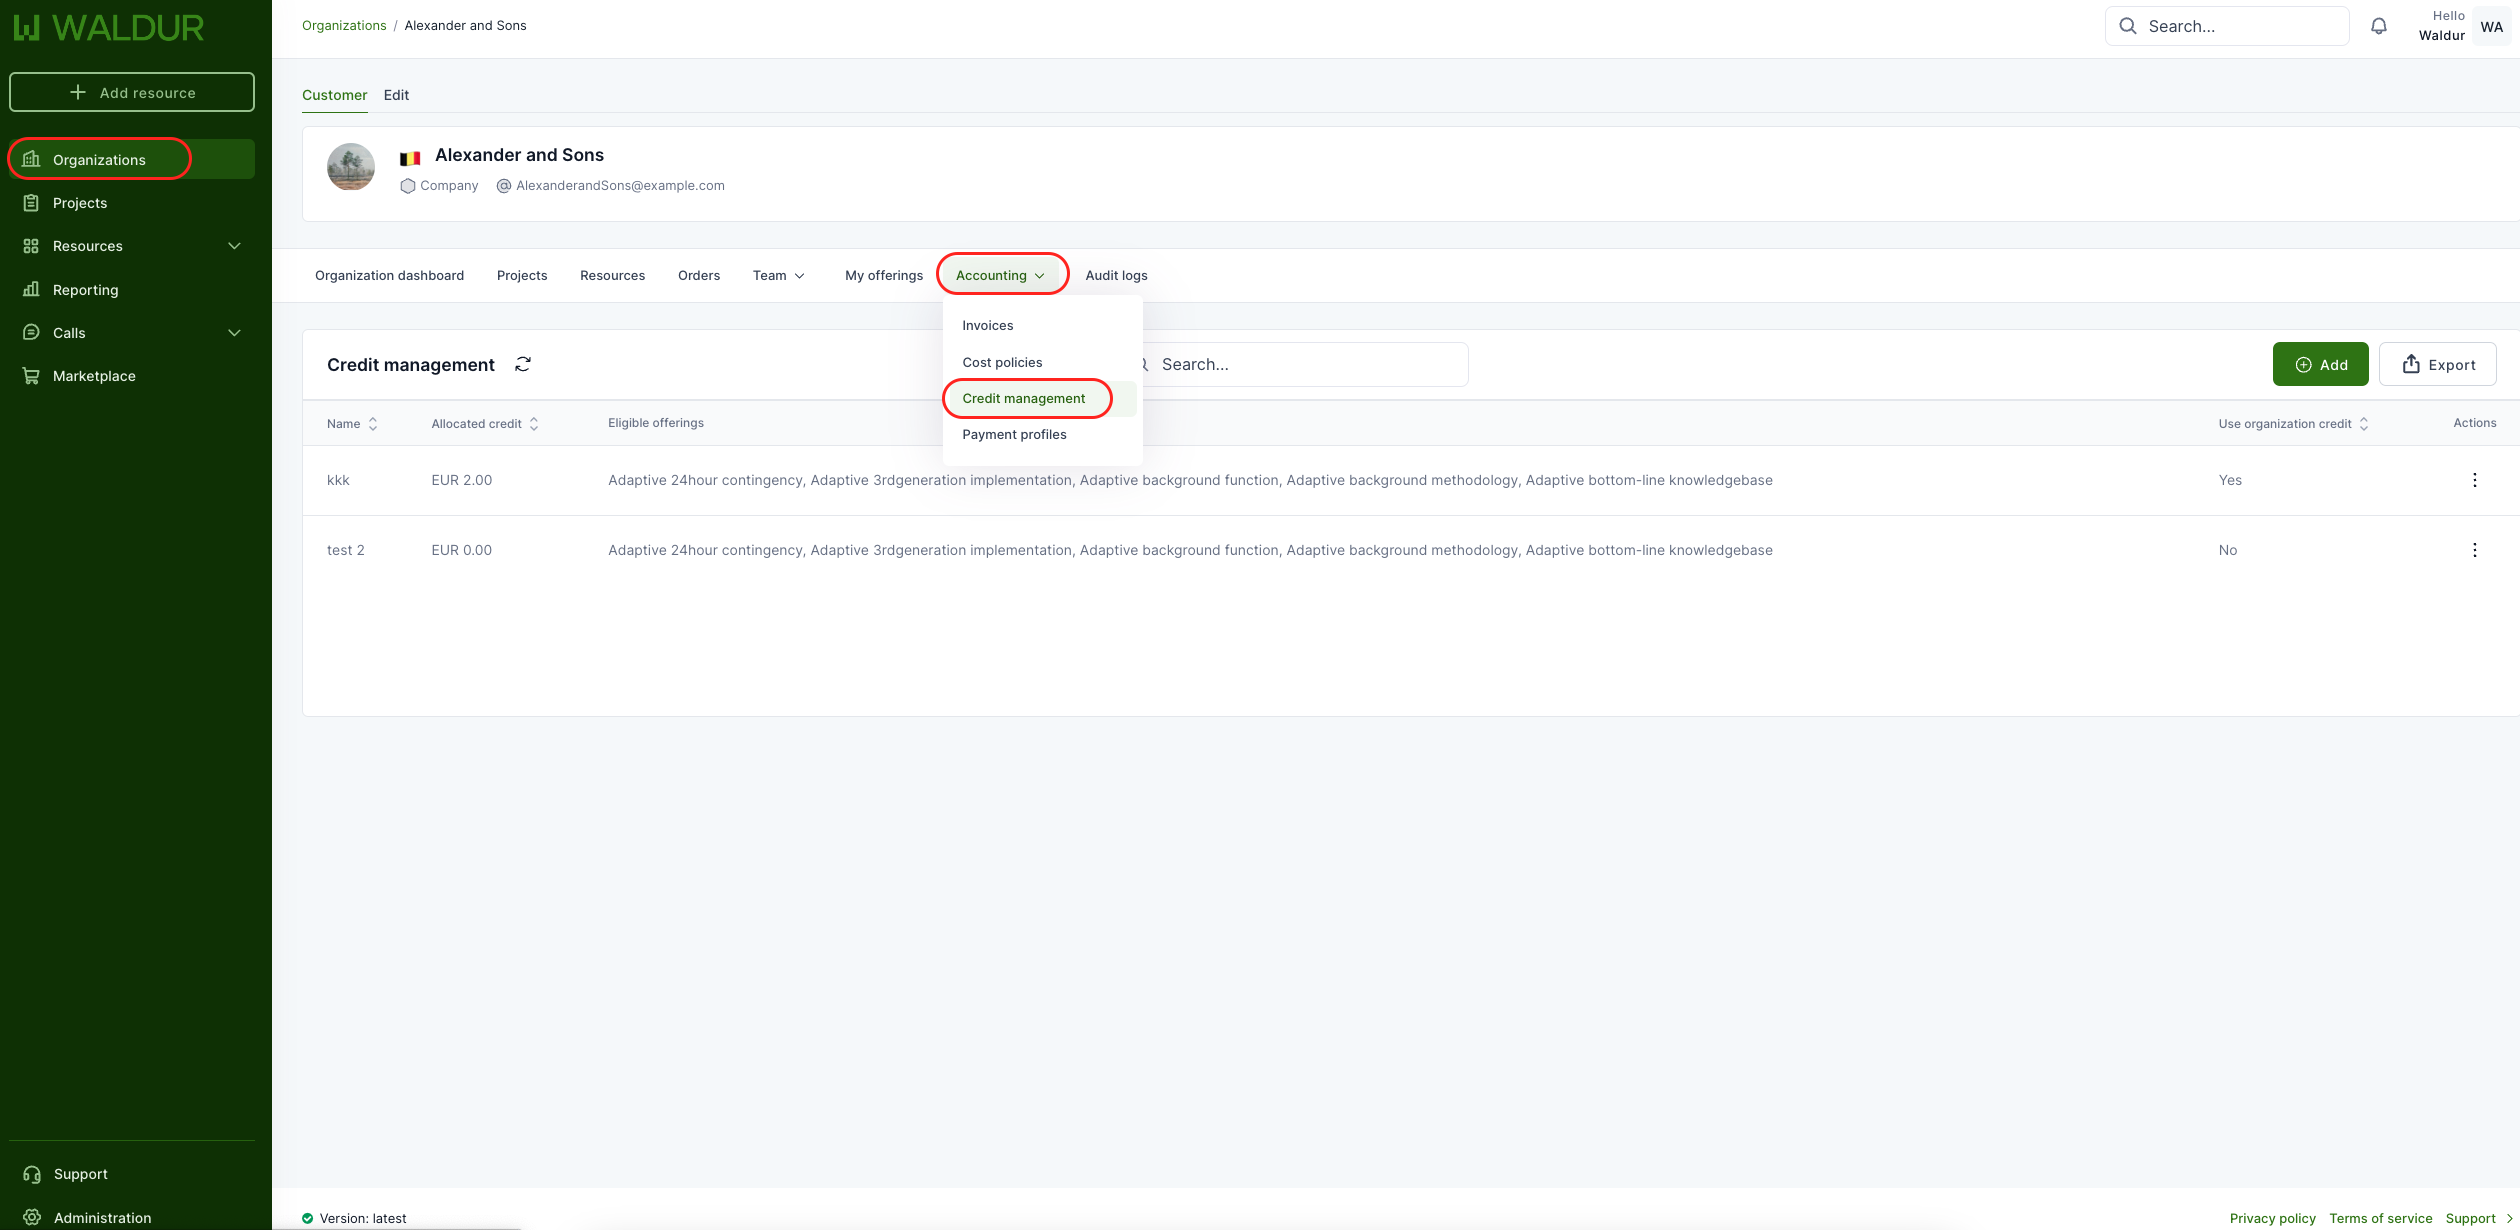 WALDUR
Add resource
Organizations
Projects
Resources
Reporting
Calls
Marketplace
Support
Administration
Organizations / Alexander and Sons
Search...
Hello
Waldur
WA
Customer Edit
Alexander and Sons
Company AlexanderandSons@example.com
Organization dashboard Projects Resources Orders Team My offerings Accounting Audit logs
Invoices
Cost policies
Credit management
Payment profiles
Credit management
Search...
Add Export
Name Allocated credit Eligible offerings Use organization credit Actions
kkk EUR 2.00 Adaptive 24hour contingency, Adaptive 3rdgeneration implementation, Adaptive background function, Adaptive background methodology, Adaptive bottom-line knowledgebase Yes
test 2 EUR 0.00 Adaptive 24hour contingency, Adaptive 3rdgeneration implementation, Adaptive background function, Adaptive background methodology, Adaptive bottom-line knowledgebase No
Version: latest
Privacy policy Terms of service Support